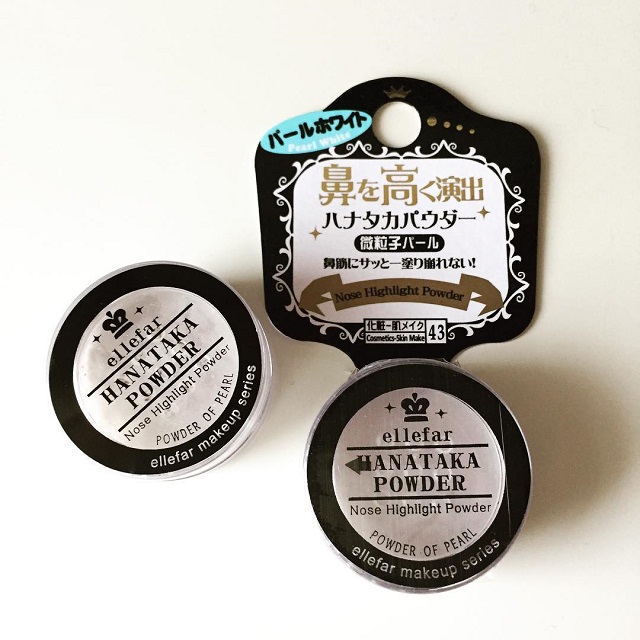 パールホワイト
Pearl White
鼻を高く演出
ハナタカパウダー
微粒子パール
鼻筋にサッと一塗り崩れない!
Nose Highlight Powder
化粧-肌メイク
Cosmetics-Skin Make
43
ellefar
HANATAKA
POWDER
Nose Highlight Powder
POWDER OF PEARL
ellefar makeup series
ellefar
HANATAKA
POWDER
Nose Highlight Powder
POWDER OF PEARL
ellefar makeup series